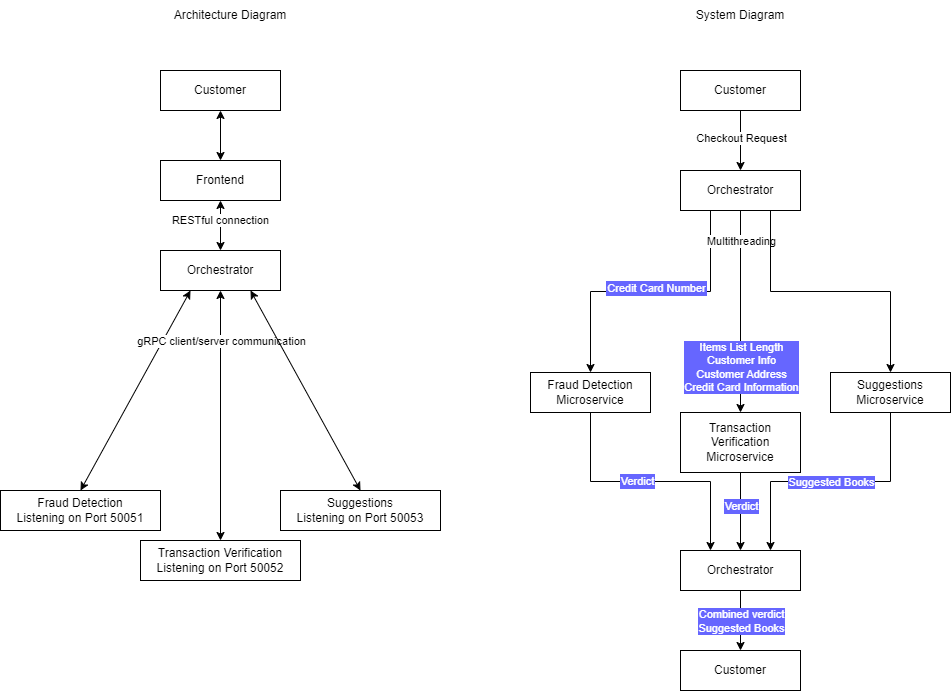 Architecture Diagram
Customer
Frontend
RESTful connection
Orchestrator
gRPC client/server communication
Fraud Detection
Listening on Port 50051
Suggestions
Listening on Port 50053
Transaction Verification
Listening on Port 50052
System Diagram
Customer
Checkout Request
Orchestrator
Multithreading
Credit Card Number
Items List Length
Customer Info
Customer Address
Credit Card Information
Fraud Detection
Microservice
Suggestions
Microservice
Transaction
Verification
Microservice
Verdict
Suggested Books
Verdict
Orchestrator
Combined verdict
Suggested Books
Customer